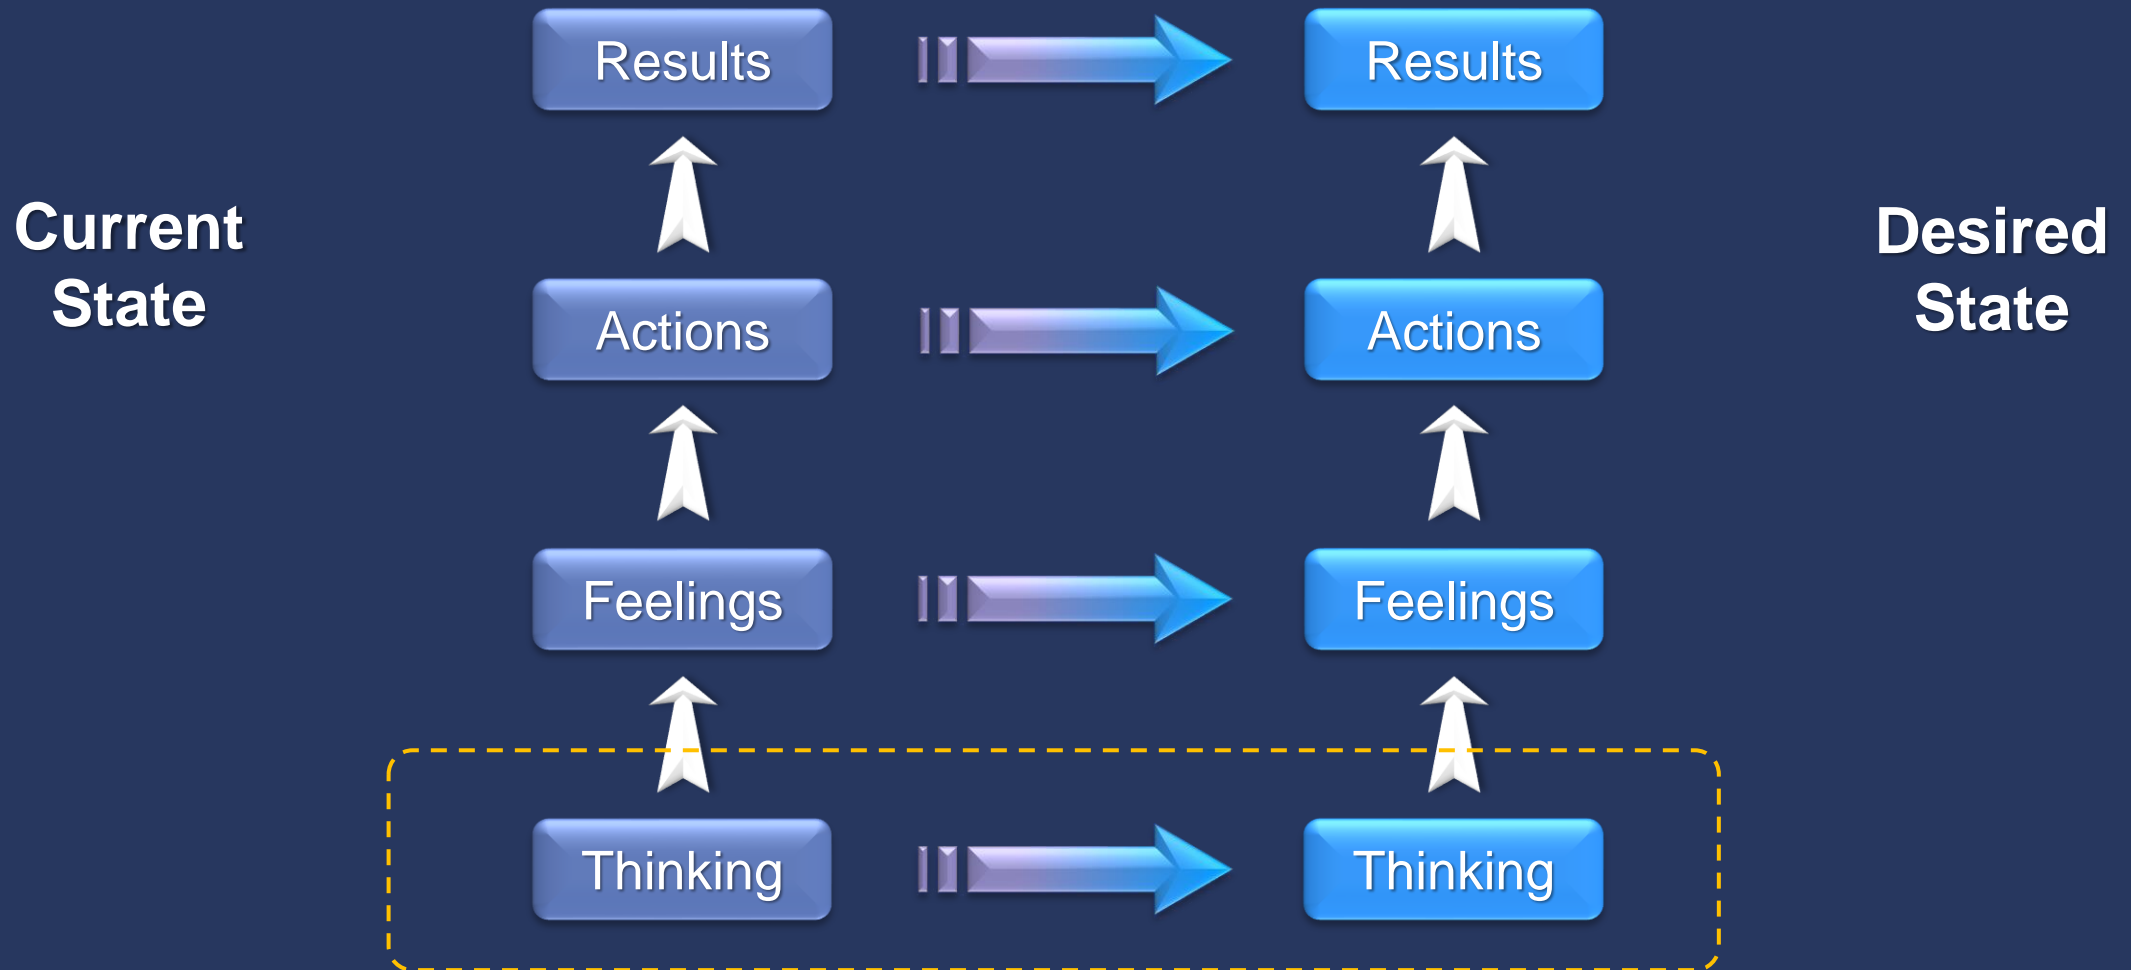 Results
Results
Current
State
Desired
State
Actions
Actions
Feelings
Feelings
Thinking
Thinking